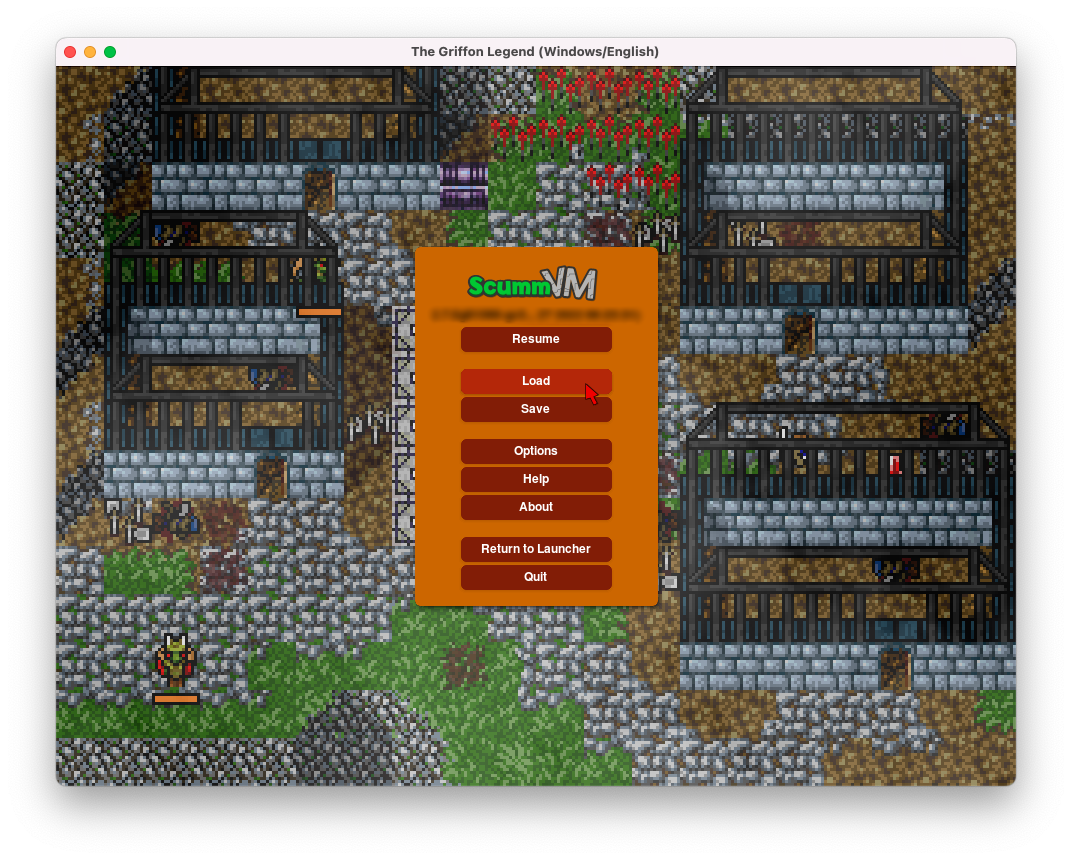 The Griffon Legend (Windows/English)
ScummVM
Resume
Load
Save
Options
Help
About
Return to Launcher
Quit